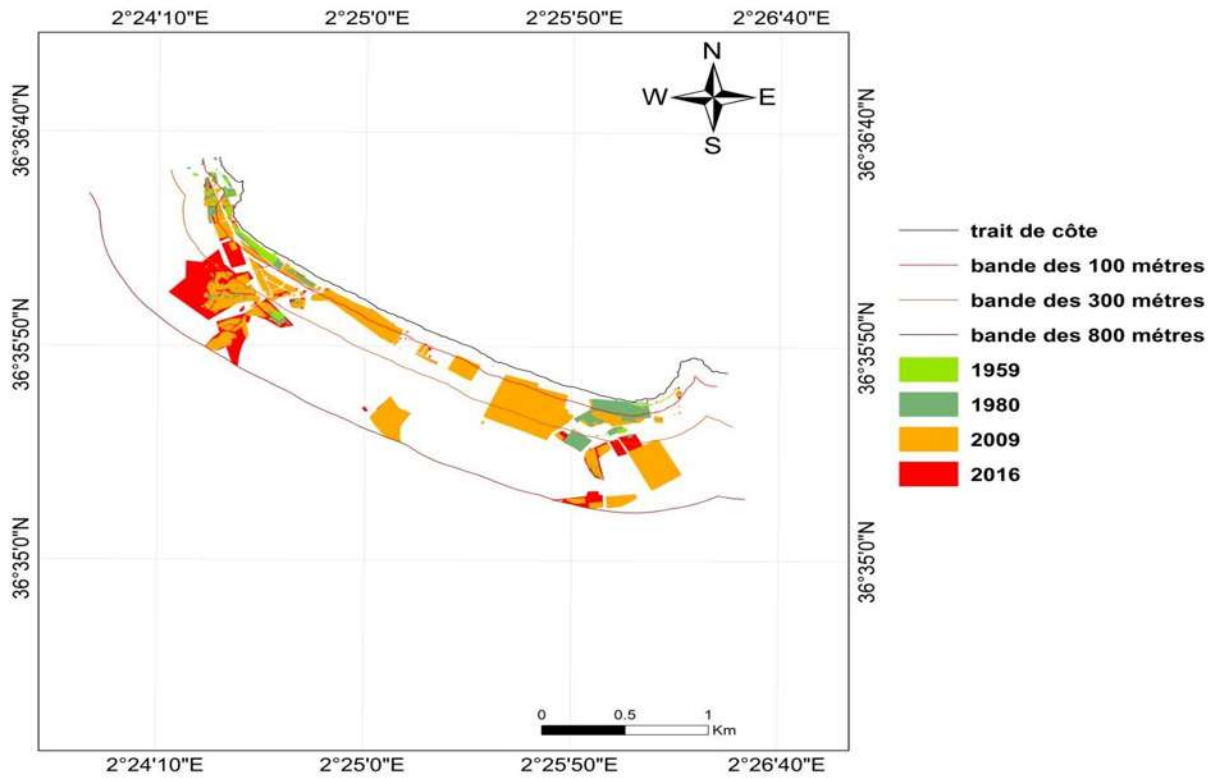 2°24'10"E 2°25'0"E 2°25'50"E 2°26'40"E
N
W E
S
36°36'40"N
36°36'40"N
36°35'50"N
36°35'50"N
36°35'0"N
36°35'0"N
trait de côte
bande des 100 métres
bande des 300 métres
bande des 800 métres
1959
1980
2009
2016
0 0.5 1
Km
2°24'10"E 2°25'0"E 2°25'50"E 2°26'40"E